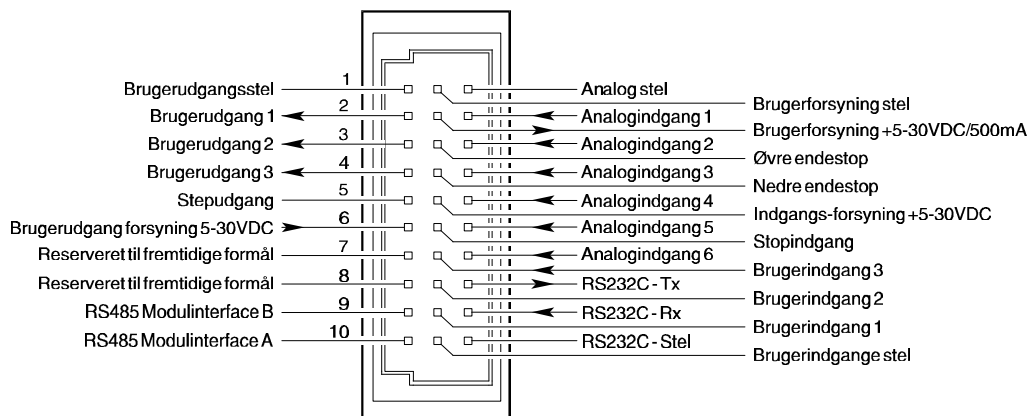 1
Brugerudgangsstel
Analog stel
Brugerforsyning stel
2
Brugerudgang 1
Analogindgang 1
Brugerforsyning +5-30VDC/500mA
3
Brugerudgang 2
Analogindgang 2
Øvre endestop
4
Brugerudgang 3
Analogindgang 3
Nedre endestop
5
Stepudgang
Analogindgang 4
Indgangs-forsyning +5-30VDC
6
Brugerudgang forsyning 5-30VDC
Analogindgang 5
Stopindgang
7
Reserveret til fremtidige formål
Analogindgang 6
Brugerindgang 3
8
Reserveret til fremtidige formål
RS232C - Tx
Brugerindgang 2
9
RS485 Modulinterface B
RS232C - Rx
Brugerindgang 1
10
RS485 Modulinterface A
RS232C - Stel
Brugerindgange stel